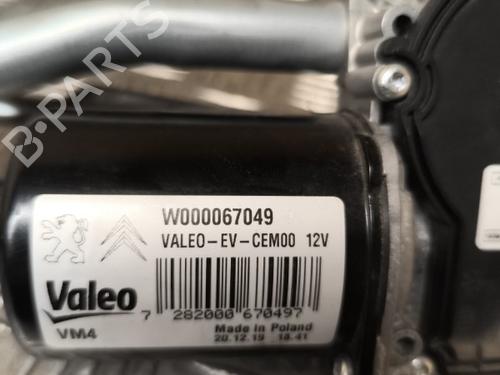 B-PARTS
W000067049
VALEO-EV-CEM00 12V
Valeo
7 282000 670497
VM4
Made in Poland
20.12.19 18.41